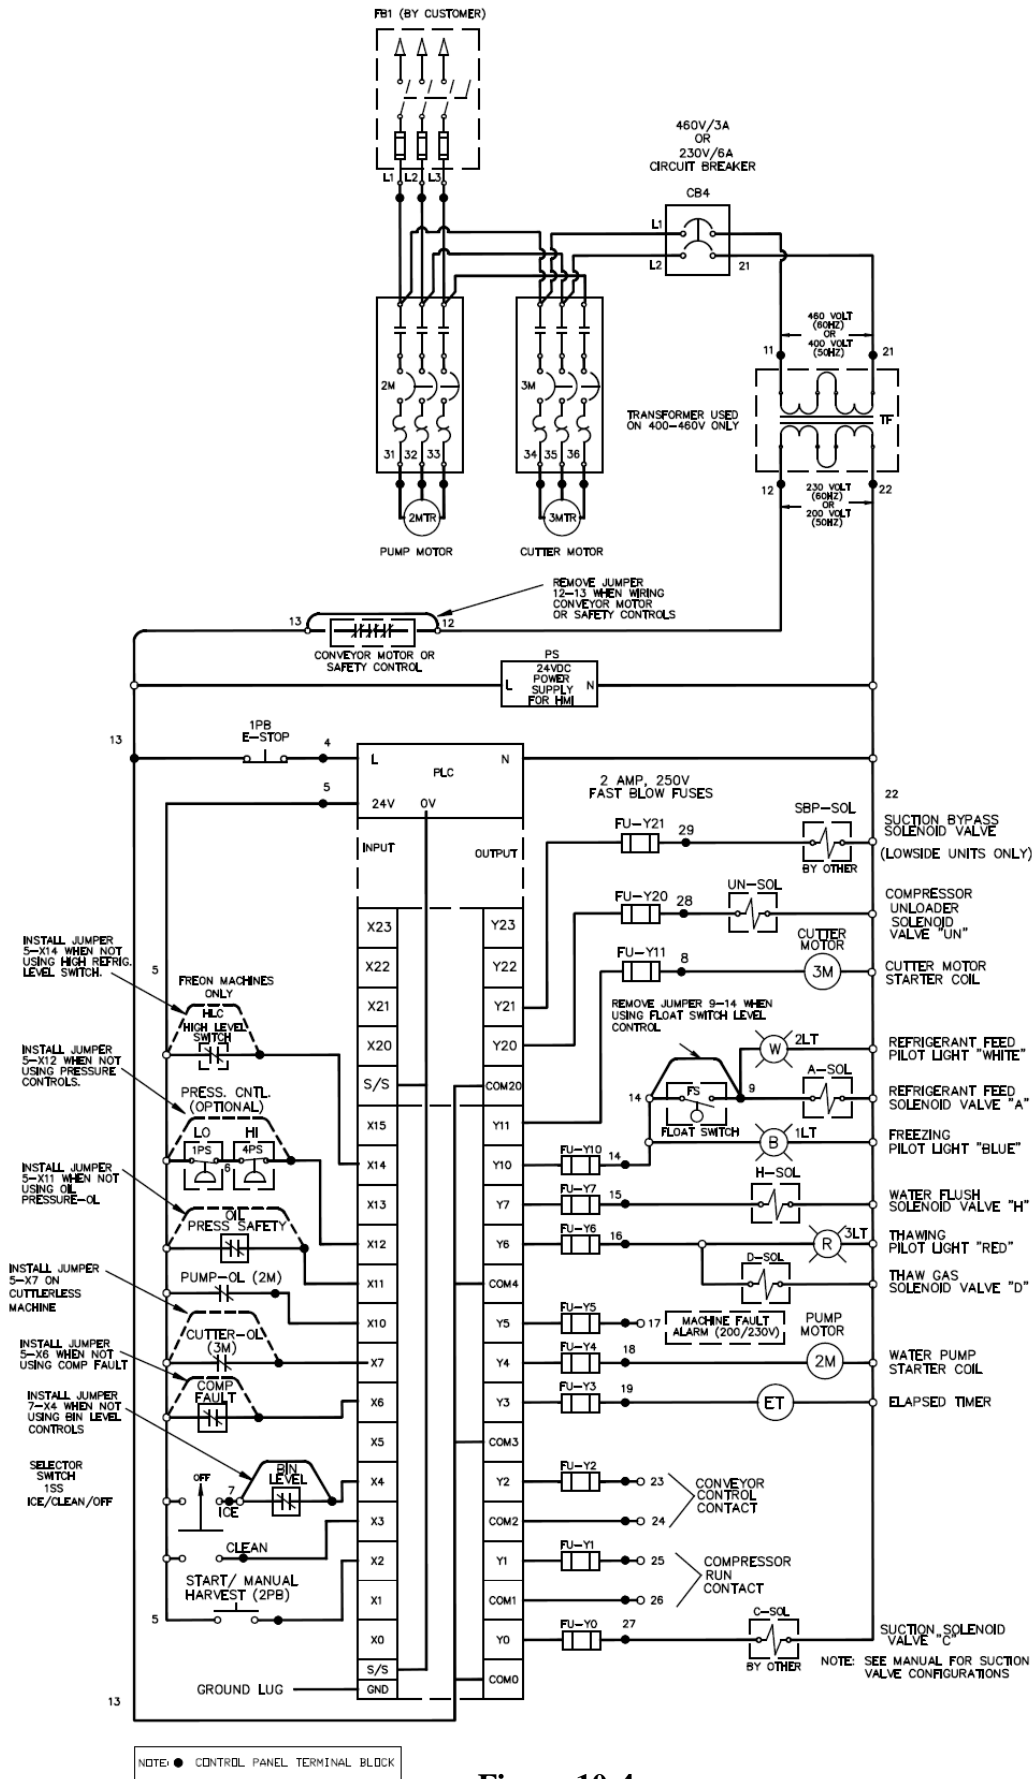 FB1 (BY CUSTOMER)
L1 L2 L3
460V/3A
OR
230V/6A
CIRCUIT BREAKER
CB4
L1
L2
21
460 VOLT
(60HZ)
OR
400 VOLT
(50HZ)
11
21
TRANSFORMER USED
ON 400-460V ONLY
TF
2M
31 32 33
3M
34 35 36
12
22
230 VOLT
(60HZ)
OR
200 VOLT
(50HZ)
2MTR
PUMP MOTOR
3MTR
CUTTER MOTOR
REMOVE JUMPER
12-13 WHEN WIRING
CONVEYOR MOTOR
OR SAFETY CONTROLS
13
12
CONVEYOR MOTOR OR
SAFETY CONTROL
PS
24VDC
POWER
SUPPLY
FOR HMI
L
N
13
1PB
E-STOP
4
5
L
PLC
N
24V
0V
INPUT
OUTPUT
2 AMP, 250V
FAST BLOW FUSES
22
FU-Y21
29
SBP-SOL
BY OTHER
SUCTION BYPASS
SOLENOID VALVE
(LOWSIDE UNITS ONLY)
FU-Y20
28
UN-SOL
COMPRESSOR
UNLOADER
SOLENOID
VALVE "UN"
FU-Y11
8
CUTTER
MOTOR
3M
CUTTER MOTOR
STARTER COIL
REMOVE JUMPER 9-14 WHEN
USING FLOAT SWITCH LEVEL
CONTROL
14
FS
FLOAT SWITCH
9
W
2LT
REFRIGERANT FEED
PILOT LIGHT "WHITE"
A-SOL
REFRIGERANT FEED
SOLENOID VALVE "A"
B
1LT
FREEZING
PILOT LIGHT "BLUE"
FU-Y10
14
FU-Y7
15
H-SOL
WATER FLUSH
SOLENOID VALVE "H"
FU-Y6
16
R
3LT
THAWING
PILOT LIGHT "RED"
D-SOL
THAW GAS
SOLENOID VALVE "D"
FU-Y5
17
MACHINE FAULT
ALARM (200/230V)
FU-Y4
18
PUMP
MOTOR
2M
WATER PUMP
STARTER COIL
FU-Y3
19
ET
ELAPSED TIMER
FU-Y2
23
24
CONVEYOR
CONTROL
CONTACT
FU-Y1
25
26
COMPRESSOR
RUN
CONTACT
FU-Y0
27
C-SOL
BY OTHER
SUCTION SOLENOID
VALVE "C"
NOTE: SEE MANUAL FOR SUCTION
VALVE CONFIGURATIONS
X23
X22
X21
X20
S/S
X15
X14
X13
X12
X11
X10
X7
X6
X5
X4
X3
X2
X1
X0
S/S
GND
Y23
Y22
Y21
Y20
COM20
Y11
Y10
Y7
Y6
COM4
Y5
Y4
Y3
COM3
Y2
COM2
Y1
COM1
Y0
COM0
INSTALL JUMPER
5-X14 WHEN NOT
USING HIGH REFRIG.
LEVEL SWITCH.
5
FREON MACHINES
ONLY
HLC
HIGH LEVEL
SWITCH
INSTALL JUMPER
5-X12 WHEN NOT
USING PRESSURE
CONTROLS.
PRESS. CNTL.
(OPTIONAL)
LO
HI
1PS
6
4PS
INSTALL JUMPER
5-X11 WHEN NOT
USING OIL
PRESSURE-OL
OIL
PRESS SAFETY
INSTALL JUMPER
5-X7 ON
CUTTLERLESS
MACHINE
PUMP-OL (2M)
CUTTER-OL
(3M)
INSTALL JUMPER
5-X6 WHEN NOT
USING COMP FAULT
COMP
FAULT
INSTALL JUMPER
7-X4 WHEN NOT
USING BIN LEVEL
CONTROLS
BIN
LEVEL
SELECTOR
SWITCH
1SS
ICE/CLEAN/OFF
OFF
7
ICE
CLEAN
START/ MANUAL
HARVEST (2PB)
5
GROUND LUG
13
NOTE: ● CONTROL PANEL TERMINAL BLOCK